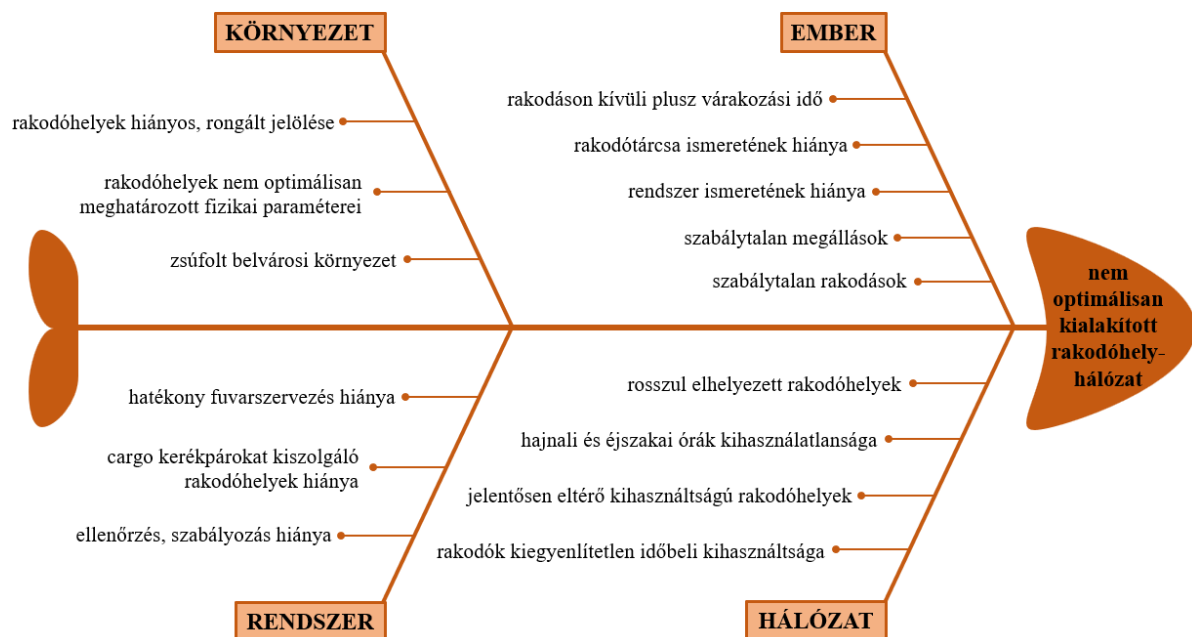 KÖRNYEZET
EMBER
rakodóhelyek hiányos, rongált jelölése
rakodóhelyek nem optimálisan
meghatározott fizikai paraméterei
zsúfolt belvárosi környezet
rakodáson kívüli plusz várakozási idő
rakodótárcsa ismeretének hiánya
rendszer ismeretének hiánya
szabálytalan megállások
szabálytalan rakodások
nem
optimálisan
kialakított
rakodóhely-
hálózat
hatékony fuvarszervezés hiánya
cargo kerékpárokat kiszolgáló
rakodóhelyek hiánya
ellenőrzés, szabályozás hiánya
rosszul elhelyezett rakodóhelyek
hajnali és éjszakai órák kihasználatlansága
jelentősen eltérő kihasználtságú rakodóhelyek
rakodók kiegyenlítetlen időbeli kihasználtsága
RENDSZER
HÁLÓZAT